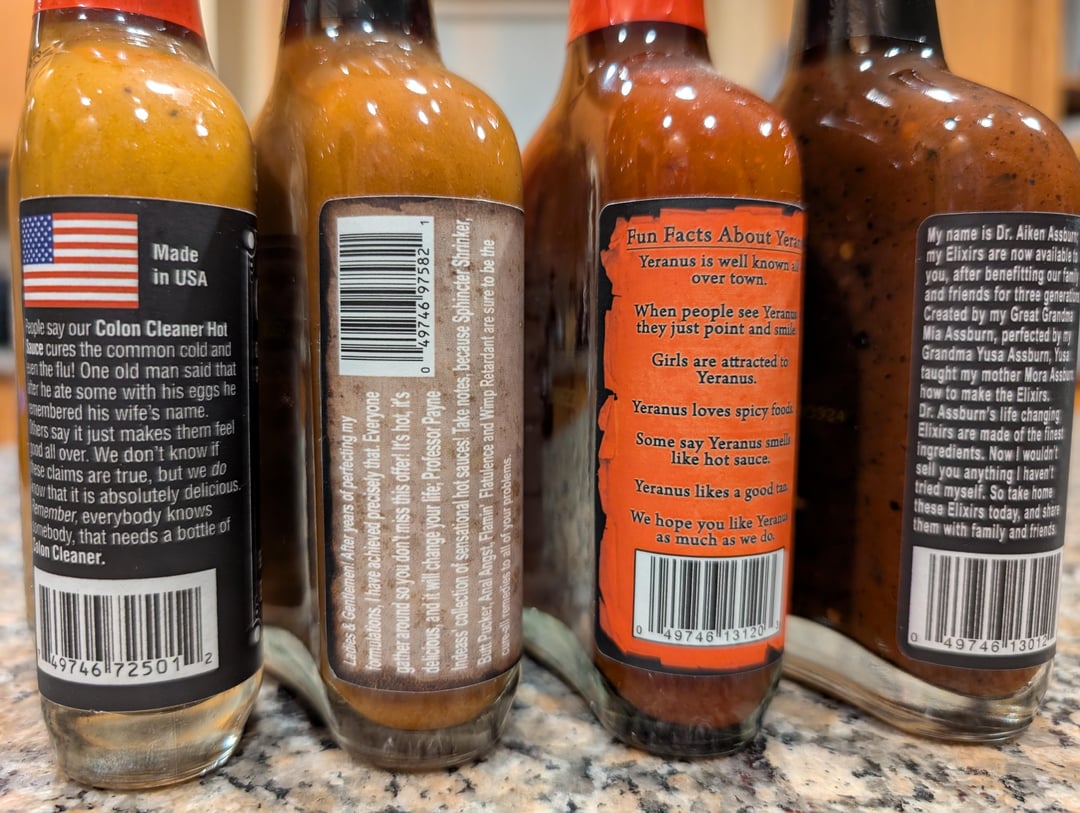 Made
in USA
People say our Colon Cleaner Hot
Sauce cures the common cold and
even the flu! One old man said that
after he ate some with his eggs he
remembered his wife's name.
Others say it just makes them feel
good all over. We don't know if
these claims are true, but we do
know that it is absolutely delicious.
Remember, everybody knows
somebody, that needs a bottle of
Colon Cleaner.
49746 72501 2
0 49746 97582 1
& Gentlemen! After years of perfecting my
formulations, I have achieved precisely that. Everyone
gather around so you don't miss this offer! It's hot, it's
delicious, and it will change your life; Professor Payne
Indeass' collection of sensational hot sauces! Take notes, because Sphincter Shrinker,
Butt Pucker, Anal Angst, Flamin' Flatulence and Wimp Retardant are sure to be the
remedies to all of your problems.
Fun Facts About
Yeranus is well known
over town.
When people see Yeranus
they just point and smile.
Girls are attracted to
Yeranus.
Yeranus loves spicy foods.
Some say Yeranus smells
like hot sauce.
Yeranus likes a good tan.
We hope you like Yeranus
as much as we do.
0 49746 13120 3
My name is Dr. Aiken Assburn,
my Elixirs are now available to
you, after benefitting our family
and friends for three generations
Created by my Great Grandma
Mia Assburn, perfected by my
Grandma Yusa Assburn, Yusa
taught my mother Mora Assburn
how to make the Elixirs.
Dr. Assburn's life changing
Elixirs are made of the finest
ingredients. Now I wouldn't
sell you anything I haven't
tried myself. So take home
these Elixirs today, and share
them with family and friends.
0 49746 13012